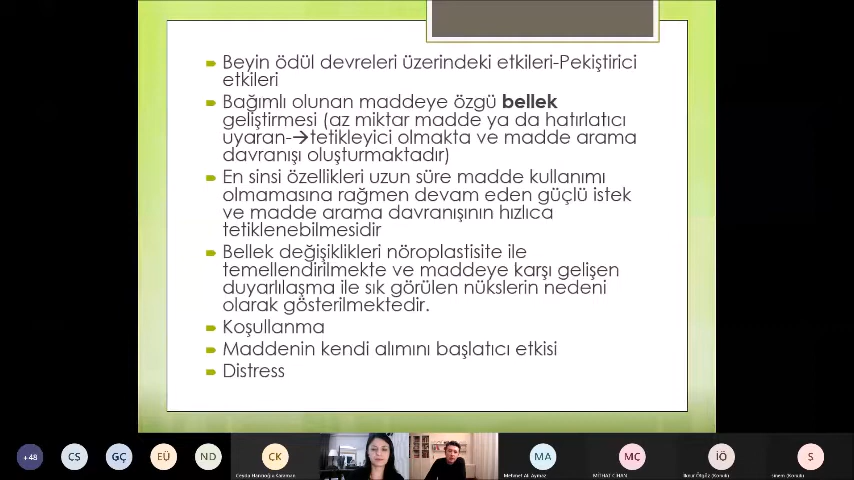 Beyin ödül devreleri üzerindeki etkileri-Pekiştirici
etkileri
Bağımlı olunan maddeye özgü bellek
geliştirmesi (az miktar madde ya da hatırlatıcı
uyaran-→tetikleyici olmakta ve madde arama
davranışı oluşturmaktadır)
En sinsi özellikleri uzun süre madde kullanımı
olmamasına rağmen devam eden güçlü istek
ve madde arama davranışının hızlıca
tetiklenebilmesidir
Bellek değişiklikleri nöroplastisite ile
temellendirilmekte ve maddeye karşı gelişen
duyarlılaşma ile sık görülen nükslerin nedeni
olarak gösterilmektedir.
Koşullanma
Maddenin kendi alımını başlatıcı etkisi
Distress
+48 CS GÇ EÜ ND CK MA MÇ İÖ S
Mehmet Ali (Konuk)